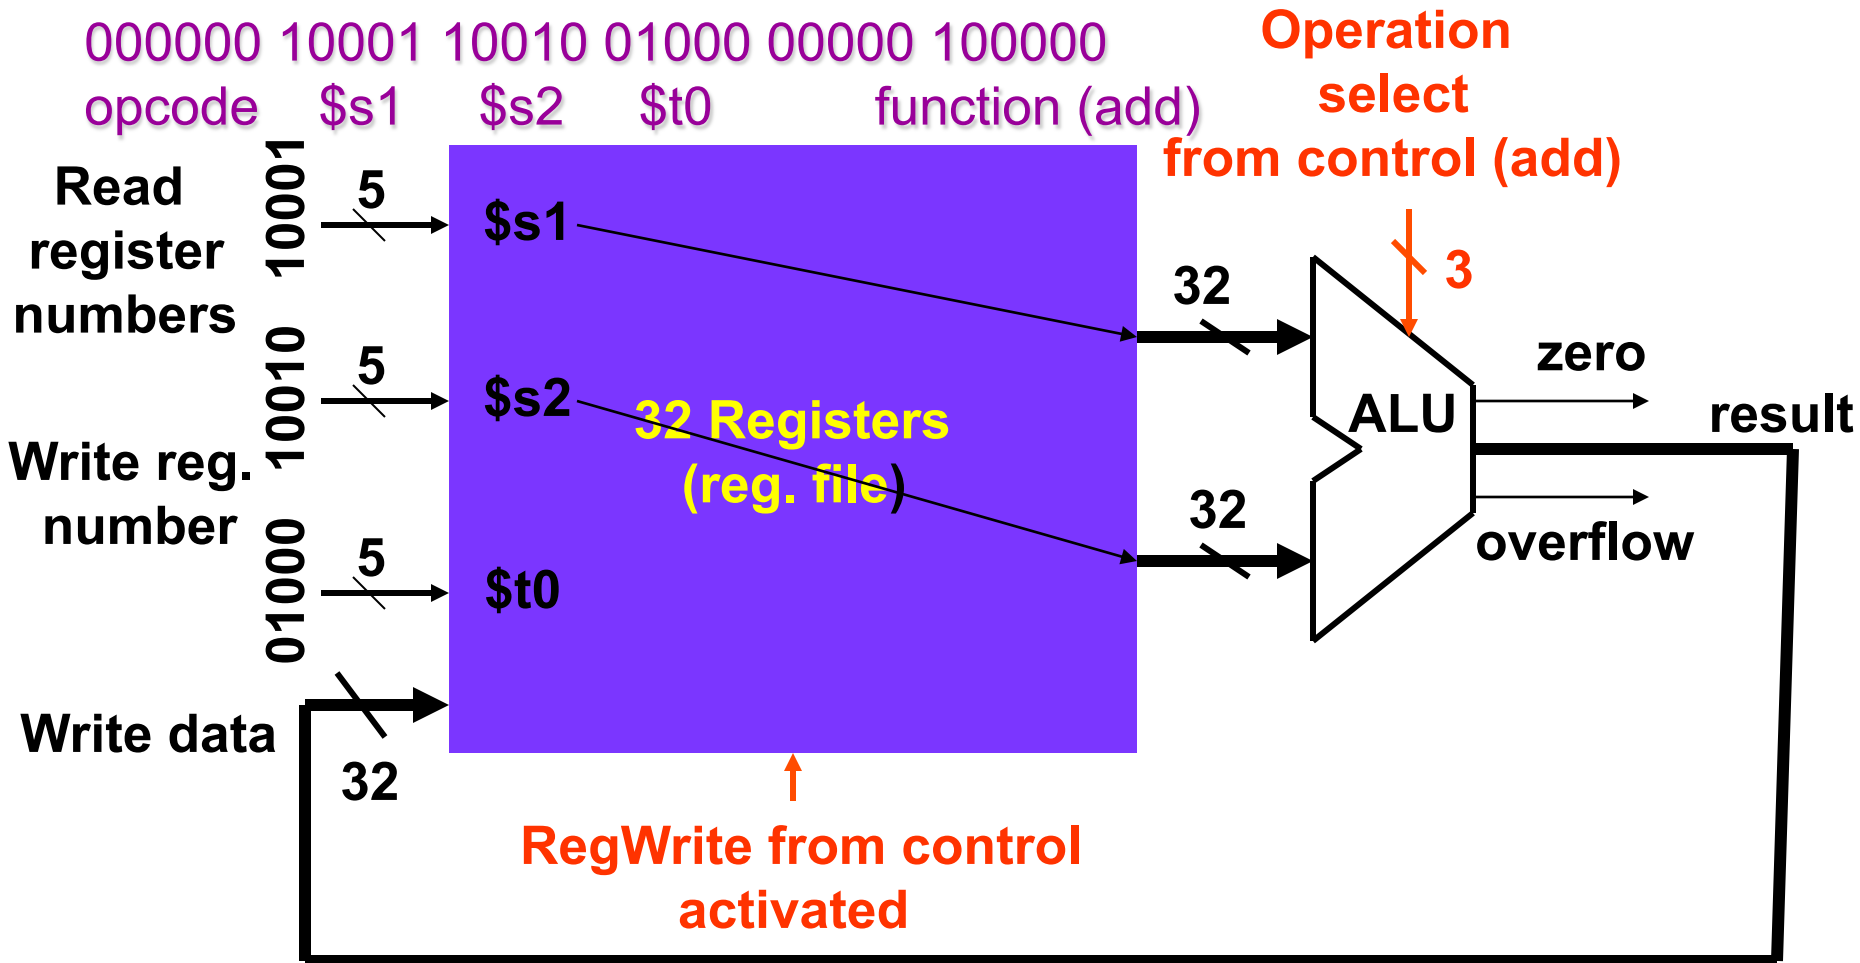 000000 10001 10010 01000 00000 100000
opcode $s1 $s2 $t0 function (add)
Operation
select
from control (add)
3
Read
register
numbers
10001
5
$s1
10010
5
$s2
Write reg.
number
01000
5
$t0
Write data
32
32 Registers
(reg. file)
32
32
ALU
zero
result
overflow
RegWrite from control
activated